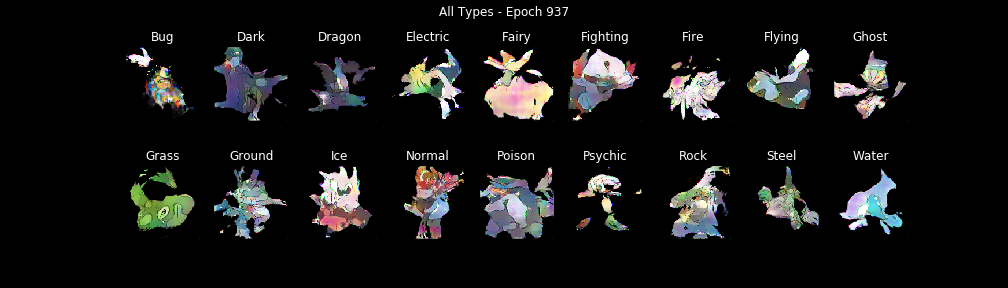 All Types - Epoch 937
Bug Dark Dragon Electric Fairy Fighting Fire Flying Ghost
Grass Ground Ice Normal Poison Psychic Rock Steel Water